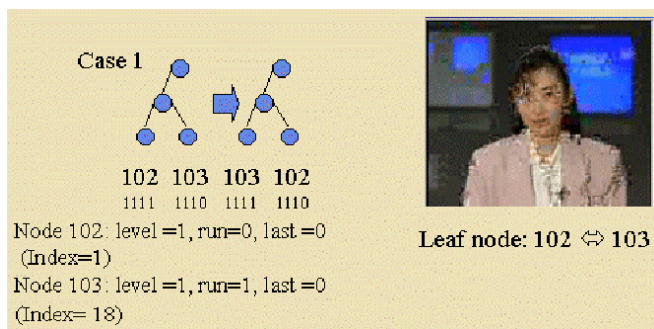 Case 1
102 103 103 102
1111 1110 1111 1110
Node 102: level =1, run=0, last =0
(Index=1)
Node 103: level =1, run=1, last =0
(Index= 18)
Leaf node: 102 ⇔ 103